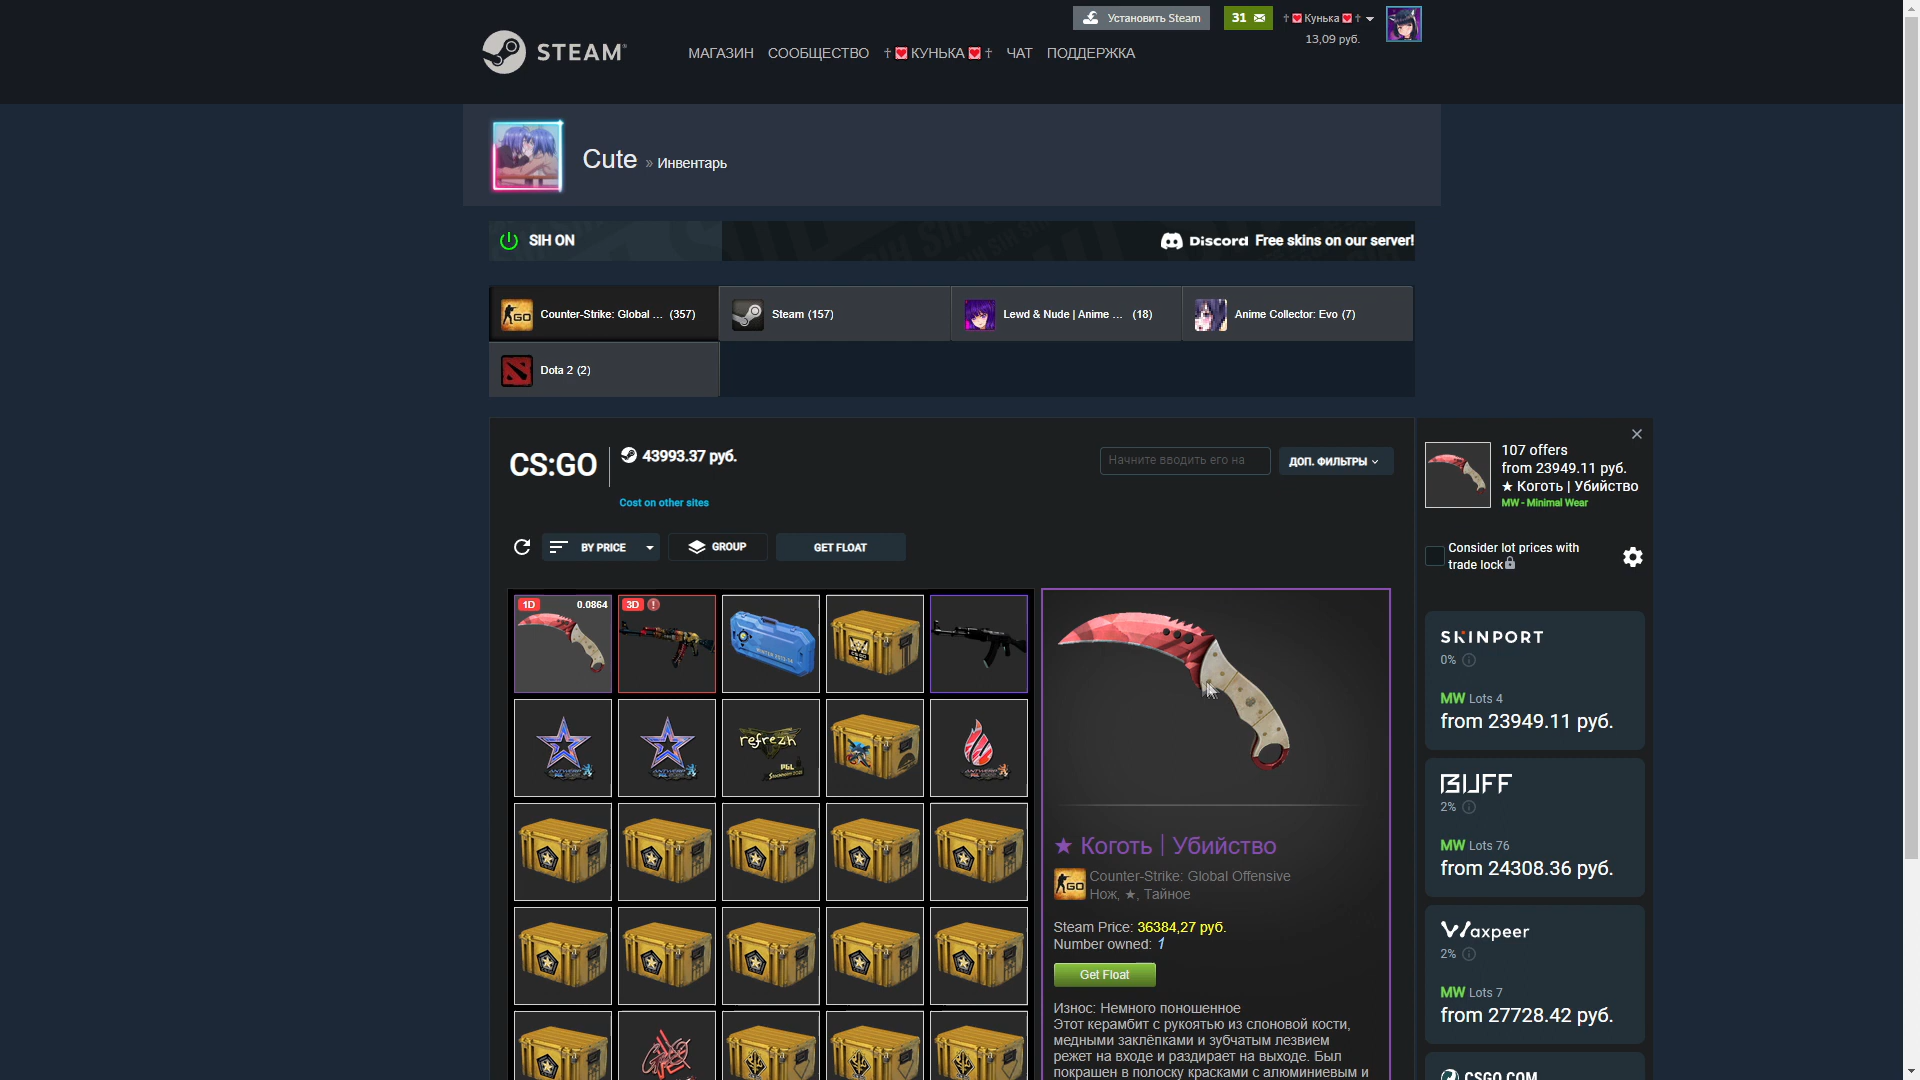 Установить Steam
31
†❤Кунька❤†
13,09 руб.
STEAM
МАГАЗИН СООБЩЕСТВО †❤КУНЬКА❤† ЧАТ ПОДДЕРЖКА
Cute » Инвентарь
SIH ON
Discord Free skins on our server!
Counter-Strike: Global ... (357)
Steam (157)
Lewd & Nude | Anime ... (18)
Anime Collector: Evo (7)
Dota 2 (2)
CS:GO
43993.37 руб.
Cost on other sites
Начните вводить его на
ДОП. ФИЛЬТРЫ
BY PRICE
GROUP
GET FLOAT
1D 0.0864
3D
refrezh
★ Коготь | Убийство
Counter-Strike: Global Offensive
Нож, ★, Тайное
Steam Price: 36384,27 руб.
Number owned: 1
Get Float
Износ: Немного поношенное
Этот керамбит с рукоятью из слоновой кости,
медными заклёпками и зубчатым лезвием
режет на входе и раздирает на выходе. Был
покрашен в полоску красками с алюминиевым и
107 offers
from 23949.11 руб.
★ Коготь | Убийство
MW - Minimal Wear
Consider lot prices with
trade lock
SKINPORT
0%
MW Lots 4
from 23949.11 руб.
BUFF
2%
MW Lots 76
from 24308.36 руб.
Waxpeer
2%
MW Lots 7
from 27728.42 руб.
CSGO.COM